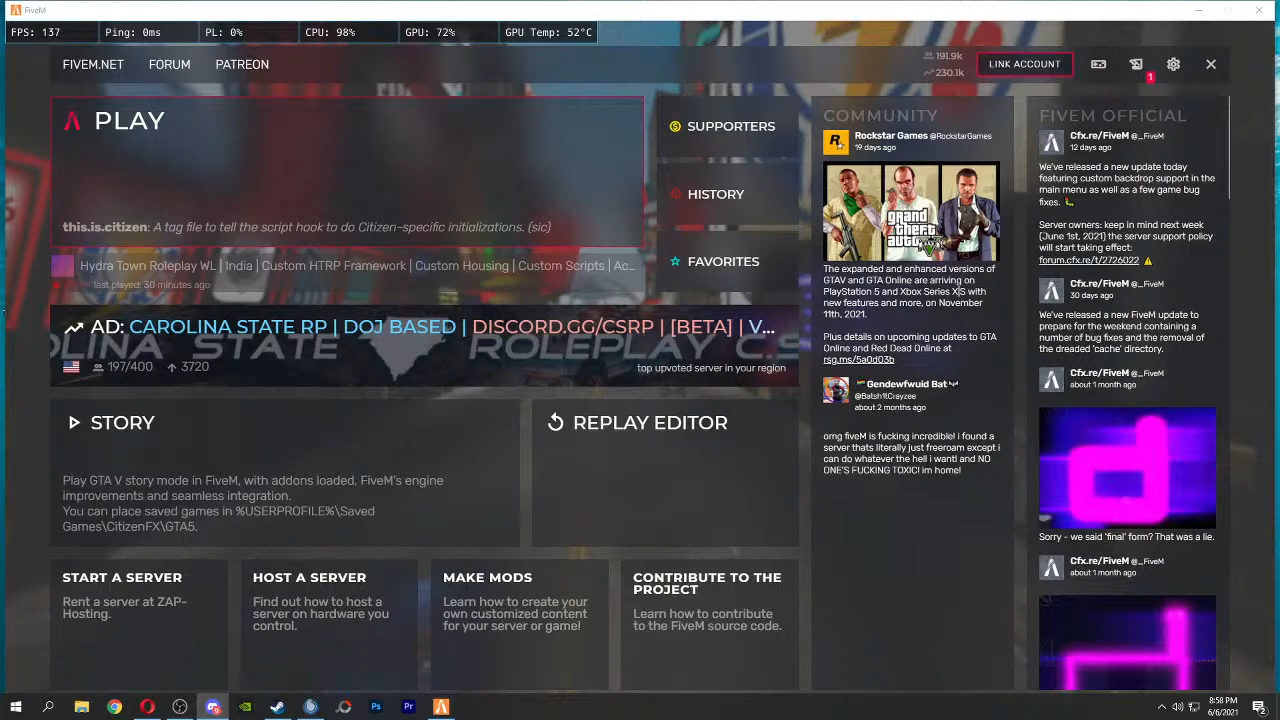 FiveM
FPS: 137 Ping: 0ms PL: 0% CPU: 98% GPU: 72% GPU Temp: 52°C
FIVEM.NET FORUM PATREON
191.9k
230.1k
LINK ACCOUNT
1
PLAY
this.is.citizen: A tag file to tell the script hook to do Citizen-specific Initializations. (sic)
Hydra Town Roleplay WL | India | Custom HTRP Framework | Custom Housing | Custom Scripts | Ac...
last played: 30 minutes ago
SUPPORTERS
HISTORY
FAVORITES
AD: CAROLINA STATE RP | DOJ BASED | DISCORD.GG/CSRP | [BETA] | V...
197/400 3720
top upvoted server in your region
STORY
Play GTA V story mode in FiveM, with addons loaded, FiveM's engine
improvements and seamless integration.
You can place saved games in %USERPROFILE%\Saved
Games\CitizenFX\GTA5.
REPLAY EDITOR
START A SERVER
Rent a server at ZAP-
Hosting.
HOST A SERVER
Find out how to host a
server on hardware you
control.
MAKE MODS
Learn how to create your
own customized content
for your server or game!
CONTRIBUTE TO THE
PROJECT
Learn how to contribute
to the FiveM source code.
COMMUNITY
Rockstar Games @RockstarGames
19 days ago
grand
theft
auto
The expanded and enhanced versions of
GTAV and GTA Online are arriving on
PlayStation 5 and Xbox Series X|S with
new features and more, on November
11th, 2021.
Plus details on upcoming updates to GTA
Online and Red Dead Online at
rsg.ms/5a0d03b
Gendewfwuid Bat
@Batsh1tCrayzee
about 2 months ago
omg fiveM is fucking incredible! i found a
server thats literally just freeroam except i
can do whatever the hell i want! and NO
ONE'S FUCKING TOXIC! im home!
FIVEM OFFICIAL
Cfx.re/FiveM @_FiveM
12 days ago
We've released a new update today
featuring custom backdrop support in the
main menu as well as a few game bug
fixes.
Server owners: keep in mind next week
(June 1st, 2021) the server support policy
will start taking effect:
forum.cfx.re/t/2726022
Cfx.re/FiveM @_FiveM
30 days ago
We've released a new FiveM update to
prepare for the weekend containing a
number of bug fixes and the removal of
the dreaded 'cache' directory.
Cfx.re/FiveM @_FiveM
about 1 month ago
Sorry - we said 'final' form? That was a lie.
Cfx.re/FiveM @_FiveM
about 1 month ago
Ps Pr
8:58 PM
6/6/2021
2